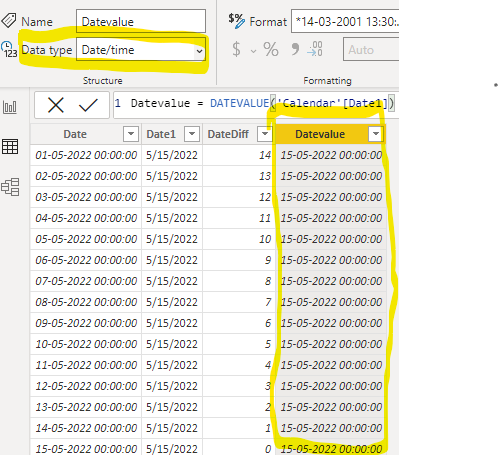 Name Datevalue
$% Format *14-03-2001 13:30:...
Data type Date/time
$ % 9 .00 Auto
Structure Formatting
1 Datevalue = DATEVALUE('Calendar'[Date1])
Date Date1 DateDiff Datevalue
01-05-2022 00:00:00 5/15/2022 14 15-05-2022 00:00:00
02-05-2022 00:00:00 5/15/2022 13 15-05-2022 00:00:00
03-05-2022 00:00:00 5/15/2022 12 15-05-2022 00:00:00
04-05-2022 00:00:00 5/15/2022 11 15-05-2022 00:00:00
05-05-2022 00:00:00 5/15/2022 10 15-05-2022 00:00:00
06-05-2022 00:00:00 5/15/2022 9 15-05-2022 00:00:00
07-05-2022 00:00:00 5/15/2022 8 15-05-2022 00:00:00
08-05-2022 00:00:00 5/15/2022 7 15-05-2022 00:00:00
09-05-2022 00:00:00 5/15/2022 6 15-05-2022 00:00:00
10-05-2022 00:00:00 5/15/2022 5 15-05-2022 00:00:00
11-05-2022 00:00:00 5/15/2022 4 15-05-2022 00:00:00
12-05-2022 00:00:00 5/15/2022 3 15-05-2022 00:00:00
13-05-2022 00:00:00 5/15/2022 2 15-05-2022 00:00:00
14-05-2022 00:00:00 5/15/2022 1 15-05-2022 00:00:00
15-05-2022 00:00:00 5/15/2022 0 15-05-2022 00:00:00